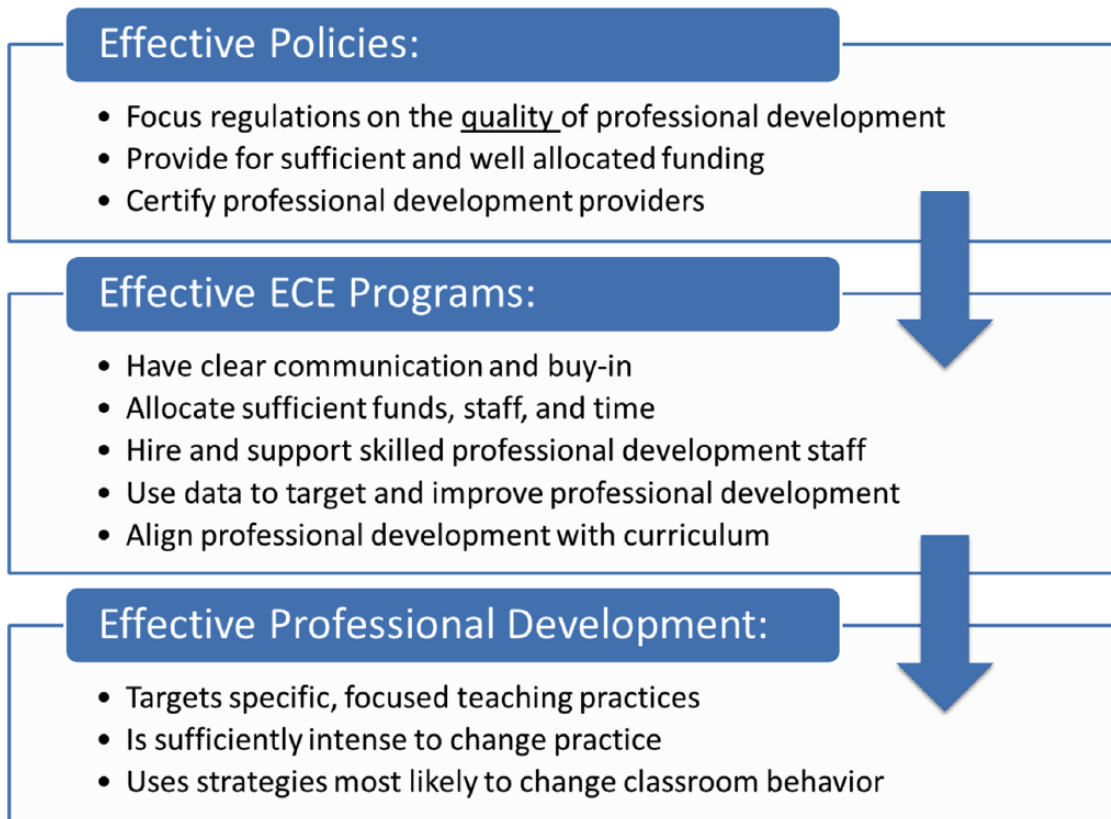 Effective Policies:
• Focus regulations on the quality of professional development
• Provide for sufficient and well allocated funding
• Certify professional development providers
Effective ECE Programs:
• Have clear communication and buy-in
• Allocate sufficient funds, staff, and time
• Hire and support skilled professional development staff
• Use data to target and improve professional development
• Align professional development with curriculum
Effective Professional Development:
• Targets specific, focused teaching practices
• Is sufficiently intense to change practice
• Uses strategies most likely to change classroom behavior